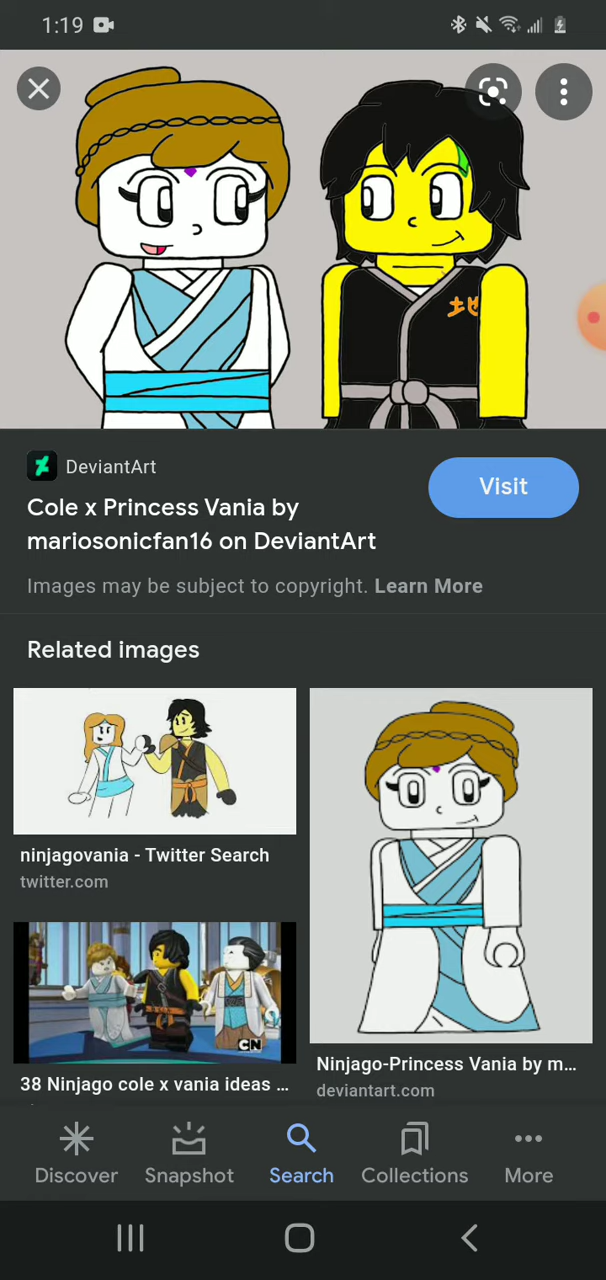 1:19
地
DeviantArt
Visit
Cole x Princess Vania by
mariosonicfan16 on DeviantArt
Images may be subject to copyright. Learn More
Related images
ninjagovania - Twitter Search
twitter.com
CN
38 Ninjago cole x vania ideas ...
Ninjago-Princess Vania by m...
deviantart.com
Discover
Snapshot
Search
Collections
More